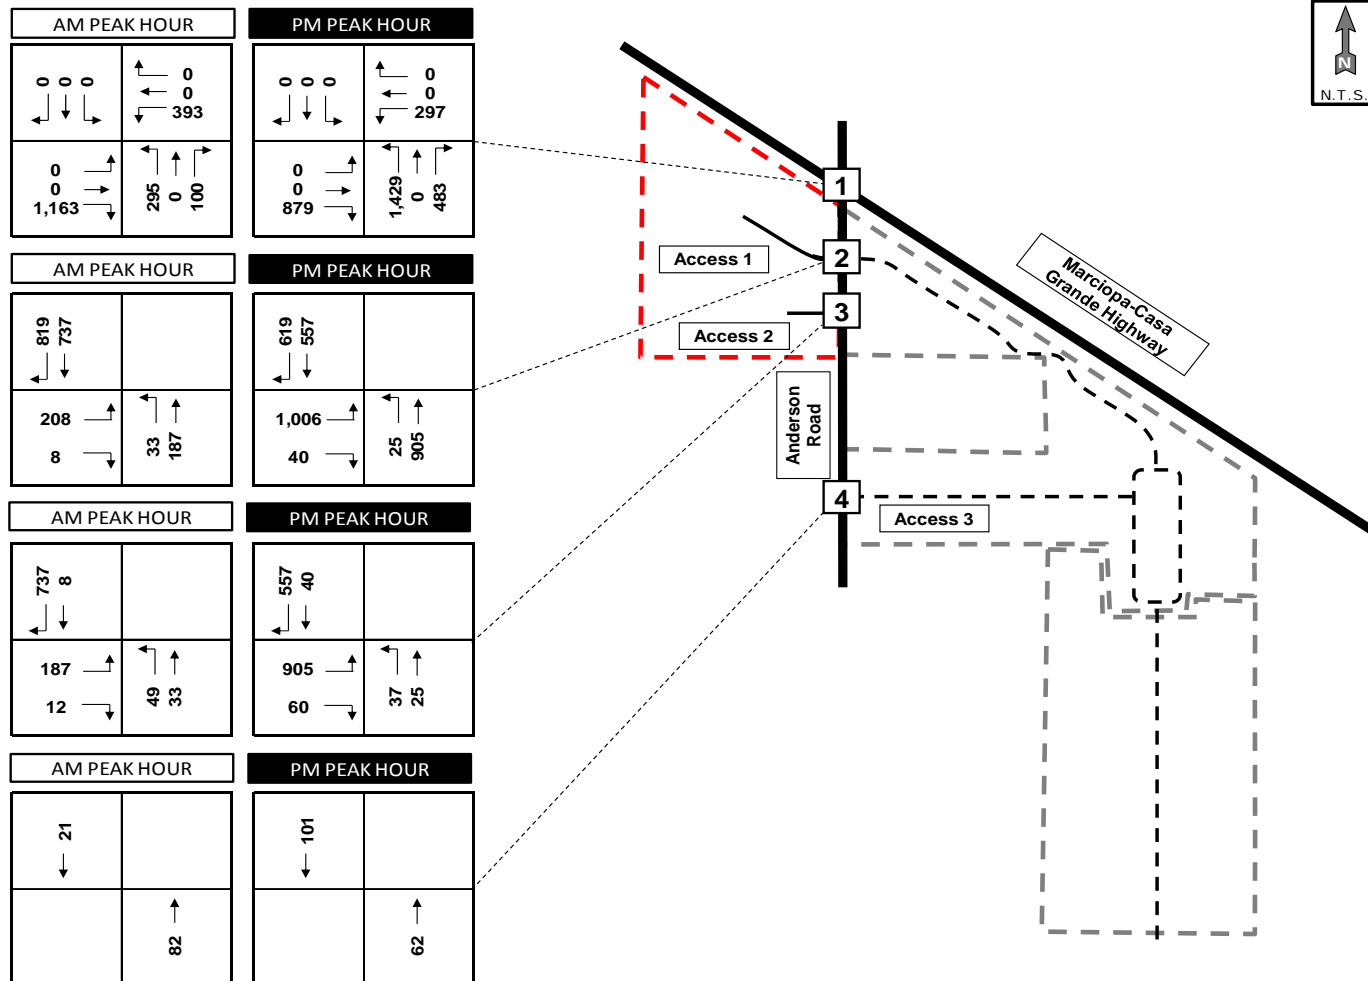 AM PEAK HOUR
PM PEAK HOUR
0 0 0
0
0
393
0
0
1,163
295
0
100
0 0 0
0
0
297
0
0
879
1,429
0
483
AM PEAK HOUR
PM PEAK HOUR
819
737
208
8
33
187
619
557
1,006
40
25
905
AM PEAK HOUR
PM PEAK HOUR
737
8
187
12
49
33
557
40
905
60
37
25
AM PEAK HOUR
PM PEAK HOUR
21
82
101
62
N
N.T.S.
1
2
3
4
Access 1
Access 2
Access 3
Anderson
Road
Marciopa-Casa
Grande Highway